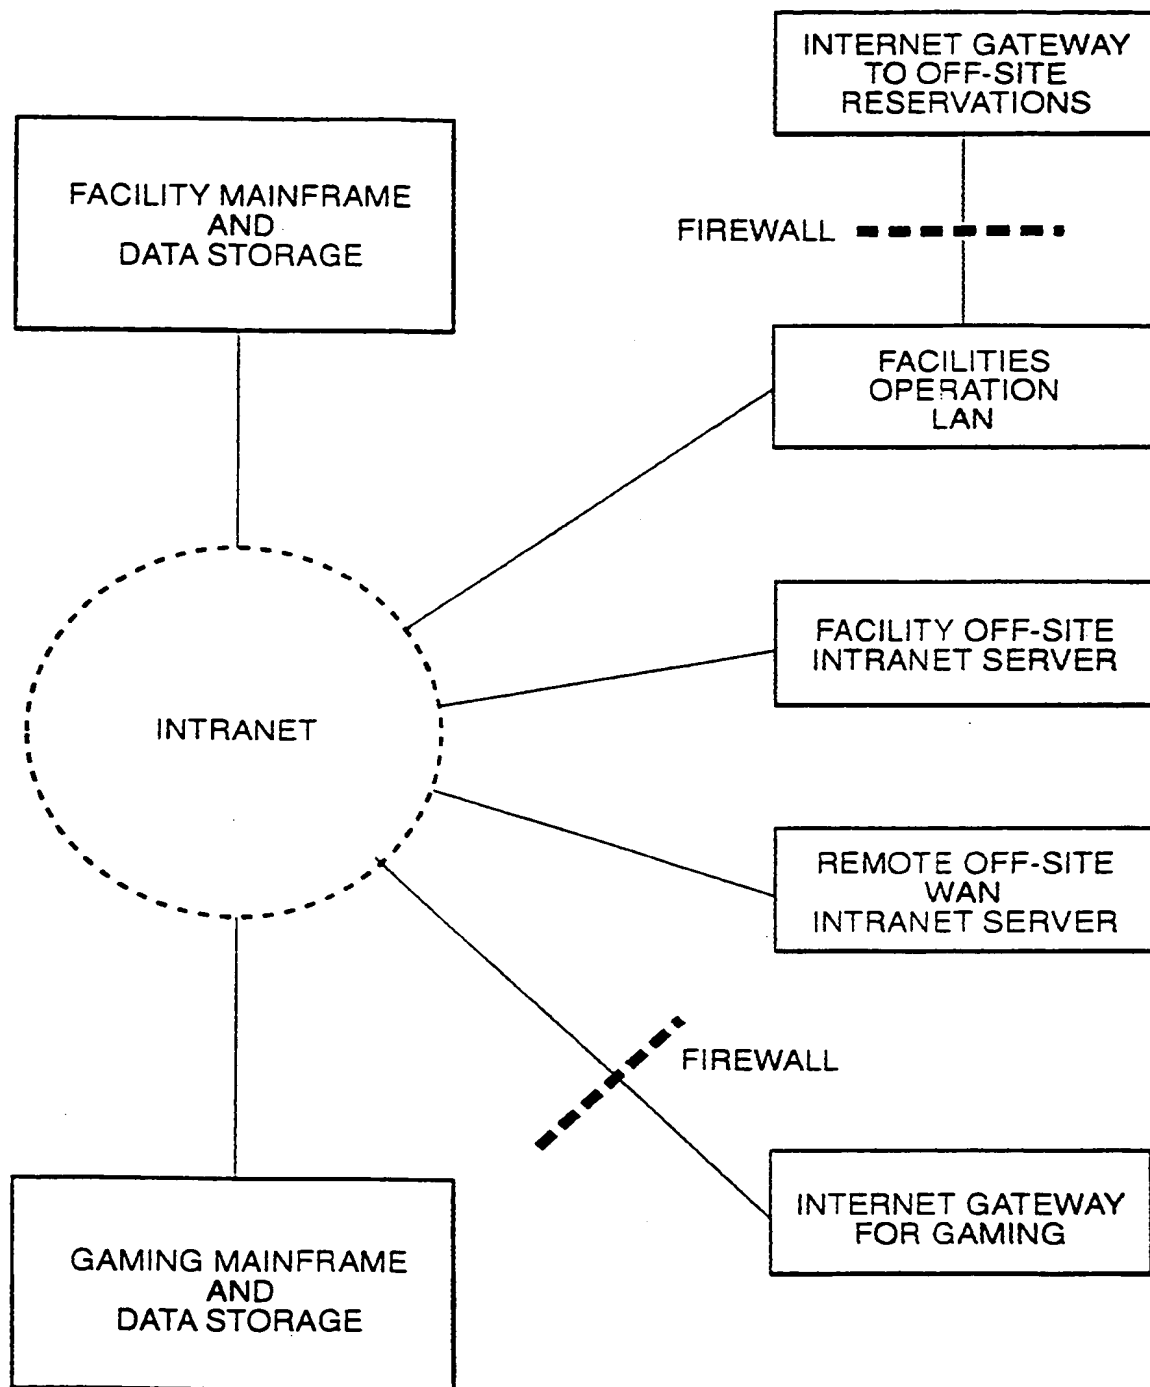 INTERNET GATEWAY
TO OFF-SITE
RESERVATIONS
FACILITY MAINFRAME
AND
DATA STORAGE
FIREWALL
FACILITIES
OPERATION
LAN
FACILITY OFF-SITE
INTRANET SERVER
INTRANET
REMOTE OFF-SITE
WAN
INTRANET SERVER
FIREWALL
INTERNET GATEWAY
FOR GAMING
GAMING MAINFRAME
AND
DATA STORAGE